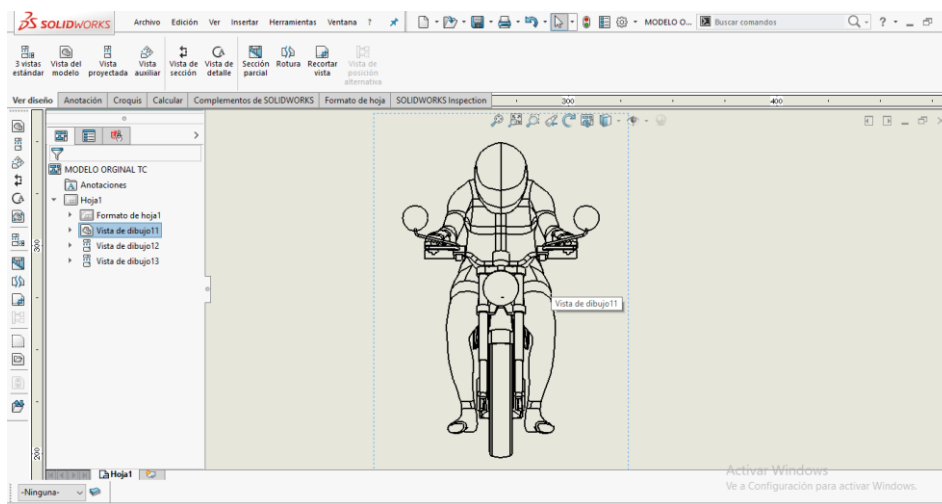 SOLIDWORKS Archivo Edición Ver Insertar Herramientas Ventana ? MODELO O... Buscar comandos ?
3 vistas estándar
Vista del modelo
Vista proyectada
Vista auxiliar
Vista de sección
Vista de detalle
Sección parcial
Rotura
Recortar vista
Vista de posición alternativa
Ver diseño Anotación Croquis Calcular Complementos de SOLIDWORKS Formato de hoja SOLIDWORKS Inspection
300 400
MODELO ORGINAL TC
Anotaciones
Hoja1
Formato de hoja1
Vista de dibujo11
Vista de dibujo12
Vista de dibujo13
300
Vista de dibujo11
200
Hoja1
Activar Windows
Ve a Configuración para activar Windows.
-Ninguna-